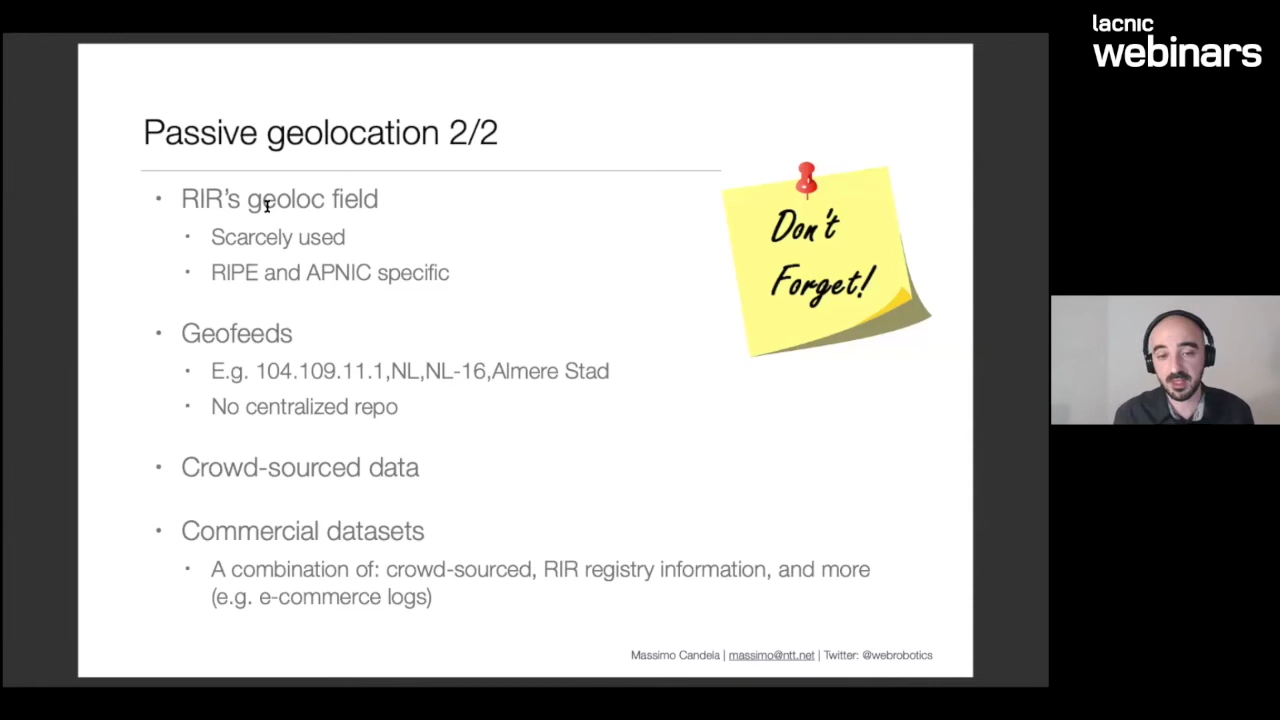 lacnic
webinars
Passive geolocation 2/2
• RIR's geoloc field
• Scarcely used
• RIPE and APNIC specific
• Geofeeds
• E.g. 104.109.11.1,NL,NL-16,Almere Stad
• No centralized repo
• Crowd-sourced data
• Commercial datasets
• A combination of: crowd-sourced, RIR registry information, and more
(e.g. e-commerce logs)
Don't
Forget!
Massimo Candela | massimo@ntt.net | Twitter: @webrobotics